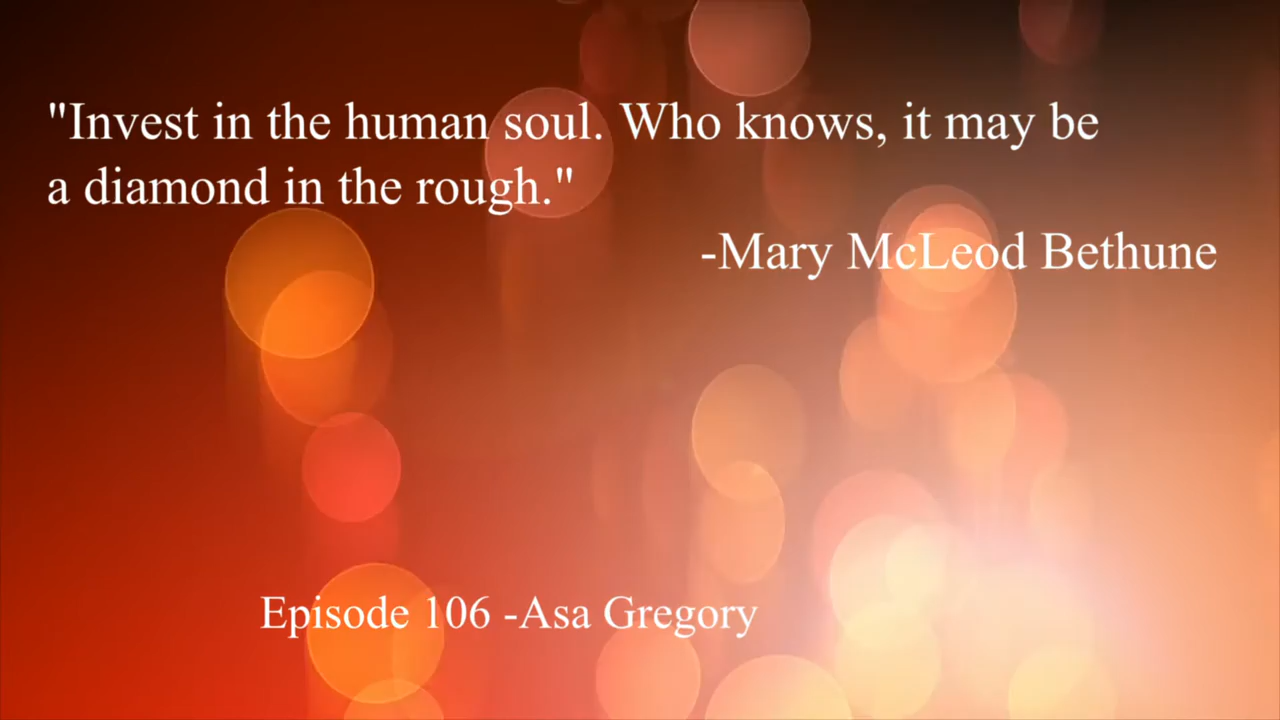 "Invest in the human soul. Who knows, it may be
a diamond in the rough."
-Mary McLeod Bethune
Episode 106 -Asa Gregory